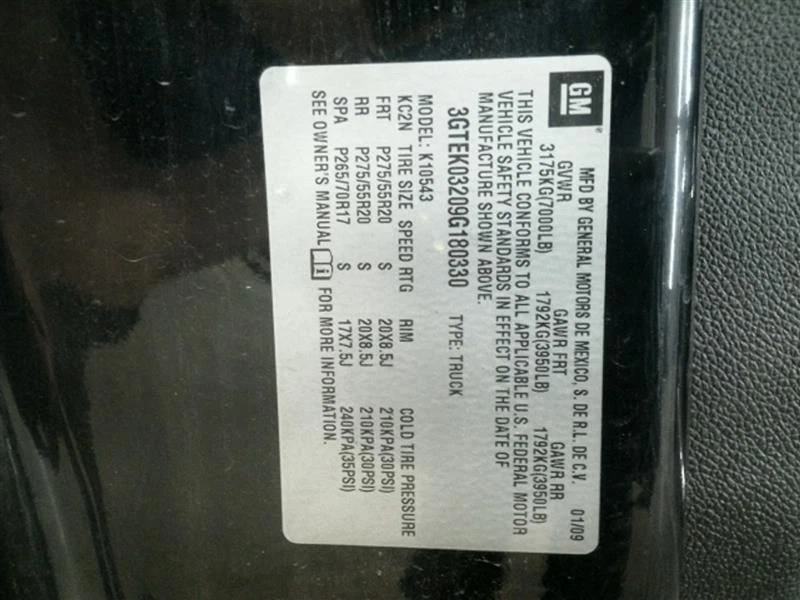 GM®
MFD BY GENERAL MOTORS DE MEXICO, S. DE R.L. DE C.V. 01/09
GVWR GAWR FRT GAWR RR
3175KG(7000LB) 1792KG(3950LB) 1792KG(3950LB)
THIS VEHICLE CONFORMS TO ALL APPLICABLE U.S. FEDERAL MOTOR
VEHICLE SAFETY STANDARDS IN EFFECT ON THE DATE OF
MANUFACTURE SHOWN ABOVE.
3GTEK03209G180330 TYPE: TRUCK
MODEL: K10543
KC2N TIRE SIZE SPEED RTG RIM COLD TIRE PRESSURE
FRT P275/55R20 S 20X8.5J 210KPA(30PSI)
RR P275/55R20 S 20X8.5J 210KPA(30PSI)
SPA P265/70R17 S 17X7.5J 240KPA(35PSI)
SEE OWNER'S MANUAL FOR MORE INFORMATION.